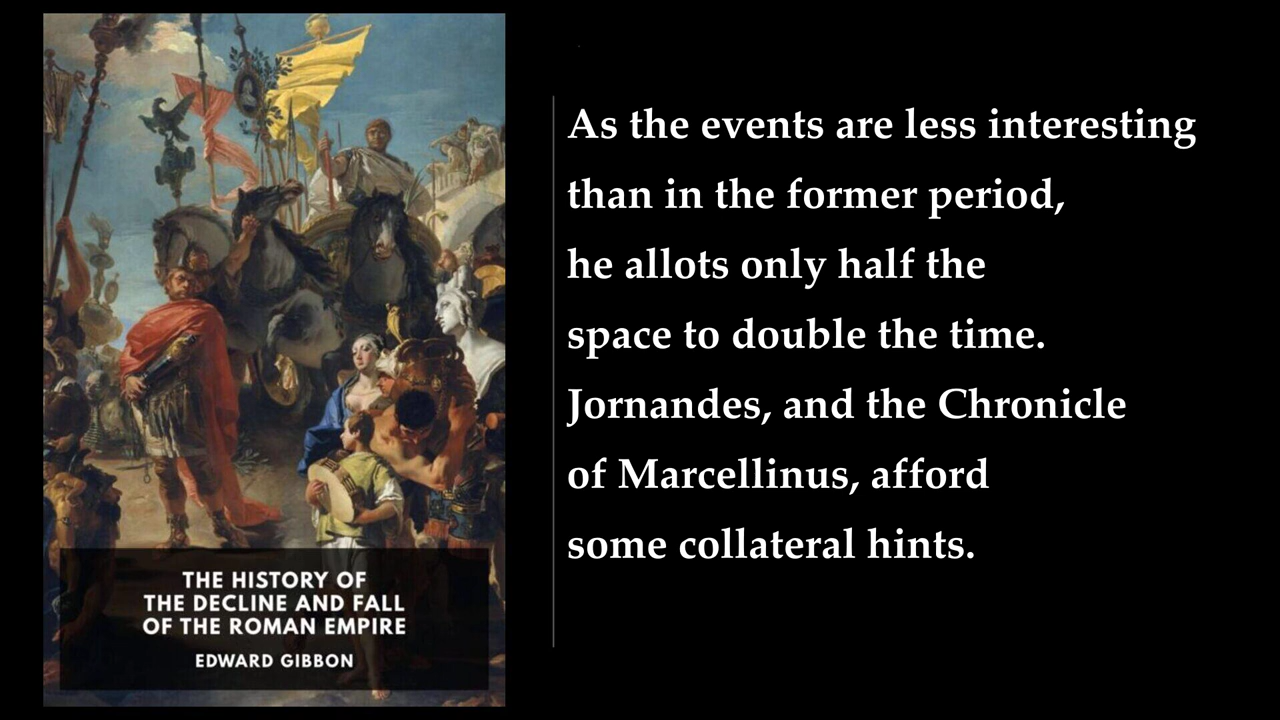 As the events are less interesting
than in the former period,
he allots only half the
space to double the time.
Jornandes, and the Chronicle
of Marcellinus, afford
some collateral hints.
THE HISTORY OF
THE DECLINE AND FALL
OF THE ROMAN EMPIRE
EDWARD GIBBON